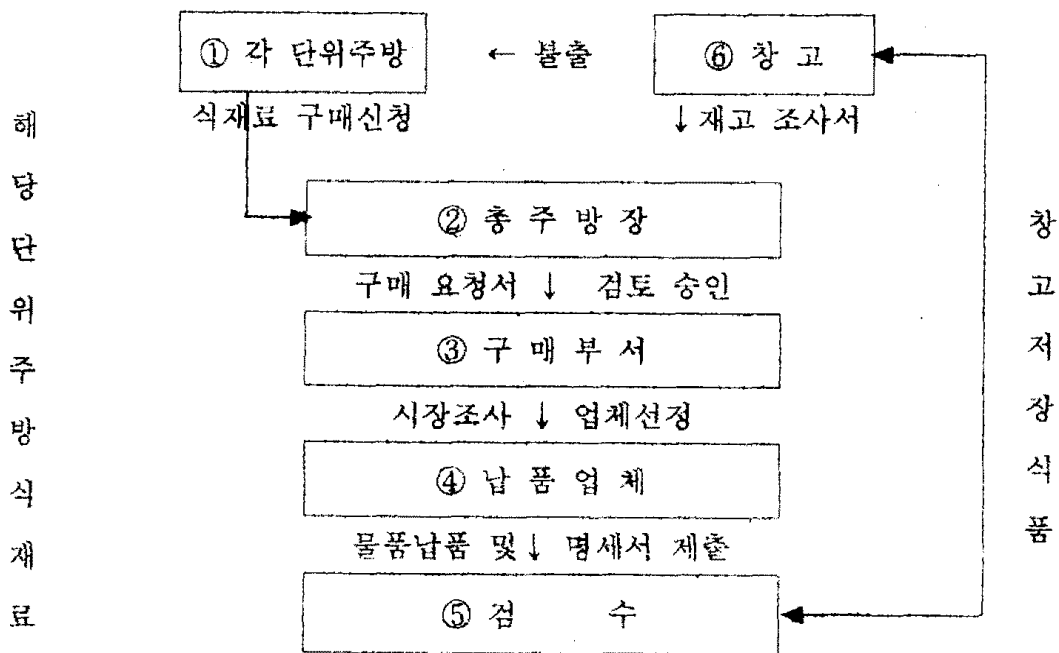 ① 각 단위주방
← 불출
⑥ 창 고
식재료 구매신청
↓재고 조사서
② 총 주 방 장
구매 요청서 ↓ 검토 승인
③ 구 매 부 서
시장조사 ↓ 업체선정
④ 납 품 업 체
물품납품 및↓ 명세서 제출
⑤ 검 수
해당단위주방식재료
창고저장식품